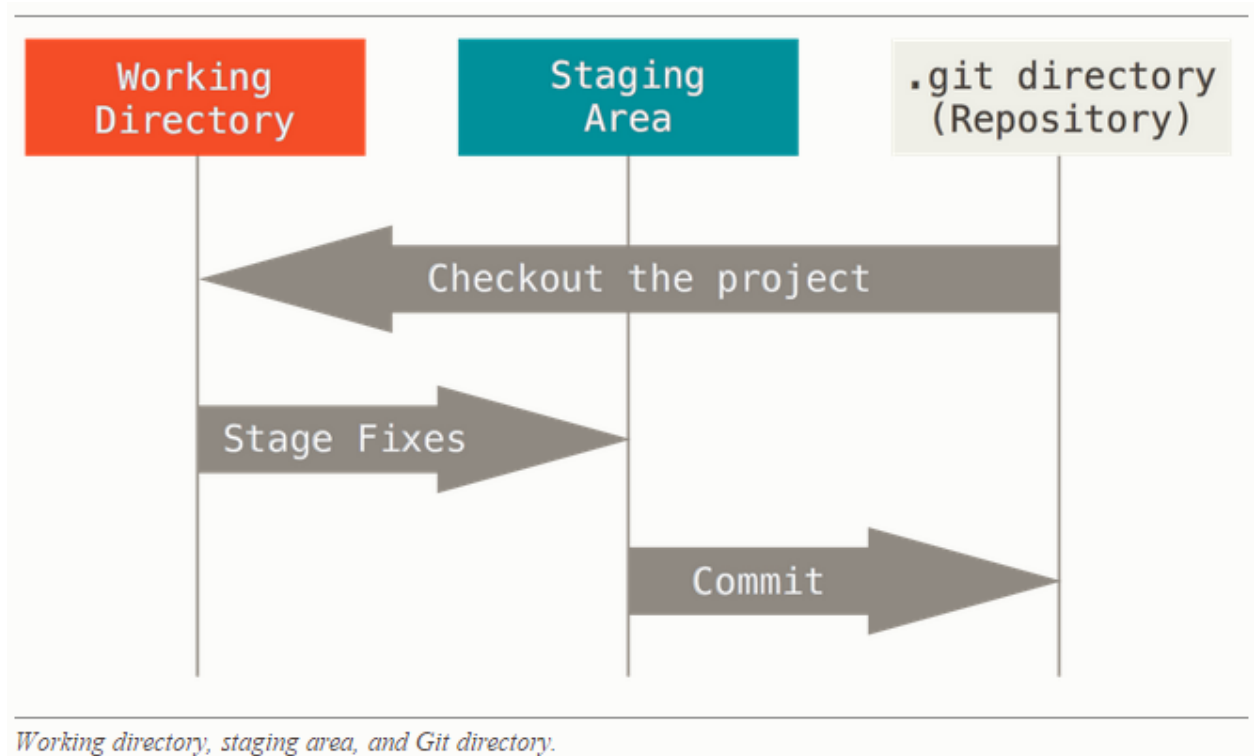 Working
Directory
Staging
Area
.git directory
(Repository)
Checkout the project
Stage Fixes
Commit
Working directory, staging area, and Git directory.